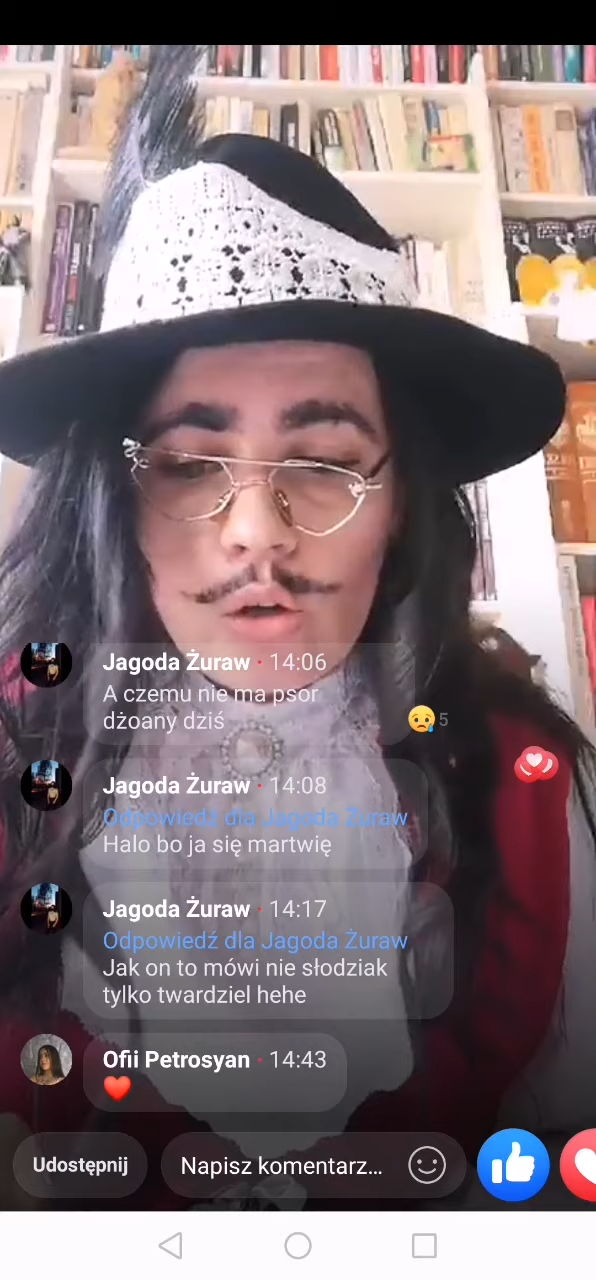 Jagoda Żuraw · 14:06
A czemu nie ma psor
dżoany dziś
5
Jagoda Żuraw · 14:08
Odpowiedź dla Jagoda Żuraw
Halo bo ja się martwię
Jagoda Żuraw · 14:17
Odpowiedź dla Jagoda Żuraw
Jak on to mówi nie słodziak
tylko twardziel hehe
Ofii Petrosyan · 14:43
Udostępnij
Napisz komentarz...